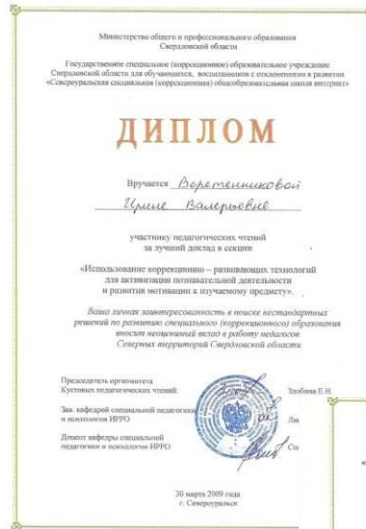 Министерство общего и профессионального образования
Свердловской области
Государственное специальное (коррекционное) образовательное учреждение
Свердловской области для обучающихся, воспитанников с отклонениями в развитии
«Североуральская специальная (коррекционная) общеобразовательная школа интернат»
ДИПЛОМ
Вручается Веретенниковой
Ирине Валерьевне
участнику педагогических чтений
за лучший доклад в секции
«Использование коррекционно – развивающих технологий
для активизации познавательной деятельности
и развития мотивации к изучаемому предмету».
Ваша личная заинтересованность в поиске нестандартных
решений по развитию специального (коррекционного) образования
вносит неоценимый вклад в работу педагогов
Северных территорий Свердловской области
Председатель оргкомитета
Кустовых педагогических чтений: Злобина Е.Н.
Зав. кафедрой специальной педагогики
и психологии ИРРО
Доцент кафедры специальной
педагогики и психологии ИРРО
30 марта 2009 года
г. Североуральск